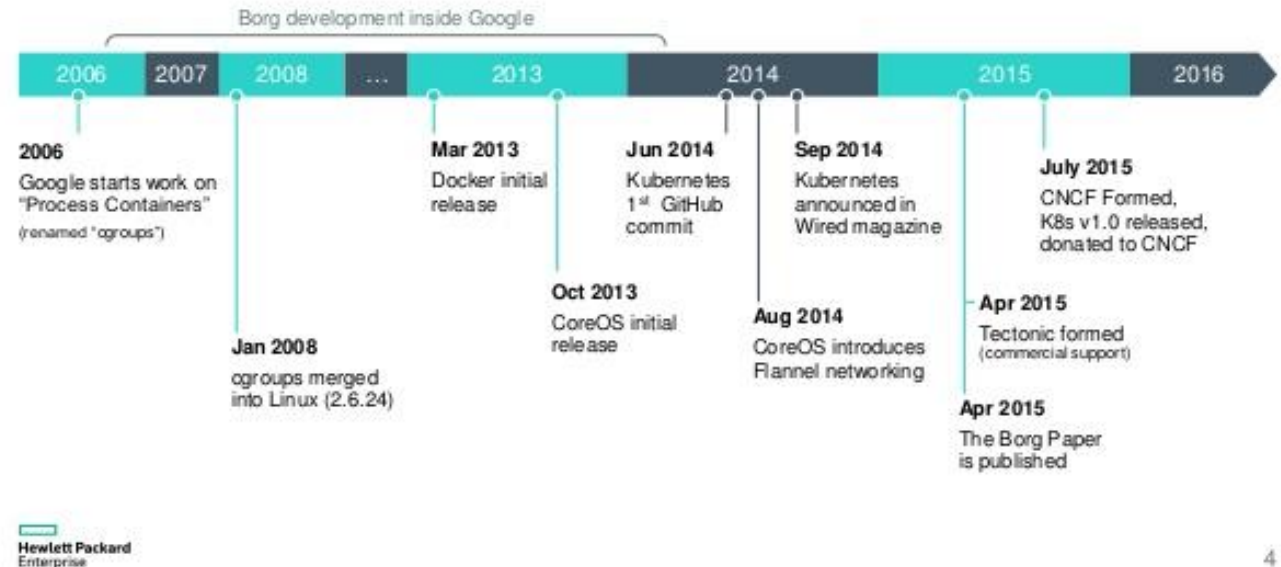 Borg development inside Google
2006 2007 2008 ... 2013 2014 2015 2016
2006
Google starts work on
“Process Containers”
(renamed “cgroups”)
Jan 2008
cgroups merged
into Linux (2.6.24)
Mar 2013
Docker initial
release
Oct 2013
CoreOS initial
release
Jun 2014
Kubernetes
1st GitHub
commit
Aug 2014
CoreOS introduces
Flannel networking
Sep 2014
Kubernetes
announced in
Wired magazine
Apr 2015
Tectonic formed
(commercial support)
Apr 2015
The Borg Paper
is published
July 2015
CNCF Formed,
K8s v1.0 released,
donated to CNCF
Hewlett Packard
Enterprise
4